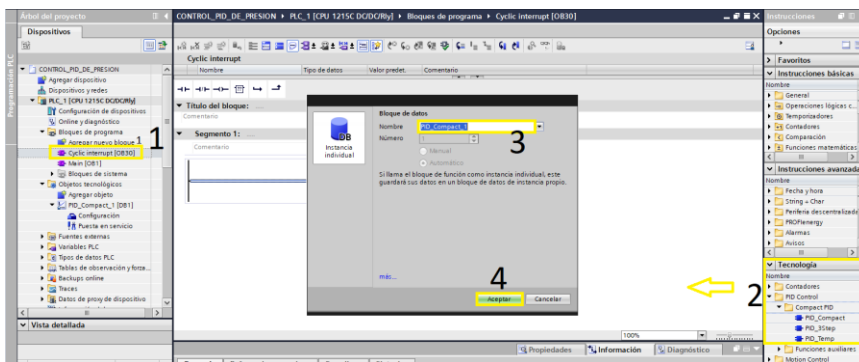 Árbol del proyecto
CONTROL_PID_DE_PRESION ▸ PLC_1 [CPU 1215C DC/DC/Rly] ▸ Bloques de programa ▸ Cyclic interrupt [OB30]
Instrucciones
Dispositivos
Opciones
Programación PLC
Cyclic interrupt
Nombre
Tipo de datos
Valor predet.
Comentario
CONTROL_PID_DE_PRESION
Agregar dispositivo
Dispositivos y redes
PLC_1 [CPU 1215C DC/DC/Rly]
Configuración de dispositivos
Online y diagnóstico
Bloques de programa
Agregar nuevo bloque
1
1
Cyclic interrupt [OB30]
Main [OB1]
Bloques de sistema
Objetos tecnológicos
Agregar objeto
PID_Compact_1 [DB1]
Configuración
Puesta en servicio
Fuentes externas
Variables PLC
Tipos de datos PLC
Tablas de observación y forza...
Backups online
Traces
Datos de proxy de dispositivo
Vista detallada
Título del bloque:
Comentario
Segmento 1:
Comentario
Bloque de datos
Nombre
PID_Compact_1
3
Número
1
Manual
Automático
DB
Instancia
individual
Si llama el bloque de función como instancia individual, este
guardará sus datos en un bloque de datos de instancia propio.
más...
4
Aceptar
Cancelar
2
100%
Propiedades
Información
Diagnóstico
Favoritos
Instrucciones básicas
Nombre
General
Operaciones lógicas c...
Temporizadores
Contadores
Comparación
Funciones matemáticas
Instrucciones avanzada
Nombre
Fecha y hora
String + Char
Periferia descentralizada
PROFIenergy
Alarmas
Avisos
Tecnología
Nombre
Contadores
PID Control
Compact PID
PID_Compact
PID_3Step
PID_Temp
Funciones auxiliares
Motion Control